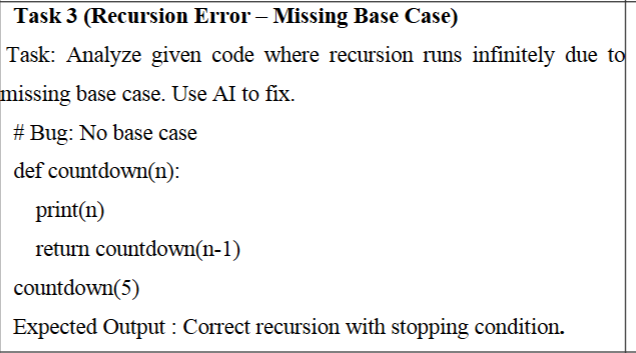 Task 3 (Recursion Error – Missing Base Case)
Task: Analyze given code where recursion runs infinitely due to
missing base case. Use AI to fix.
# Bug: No base case
def countdown(n):
print(n)
return countdown(n-1)
countdown(5)
Expected Output : Correct recursion with stopping condition.